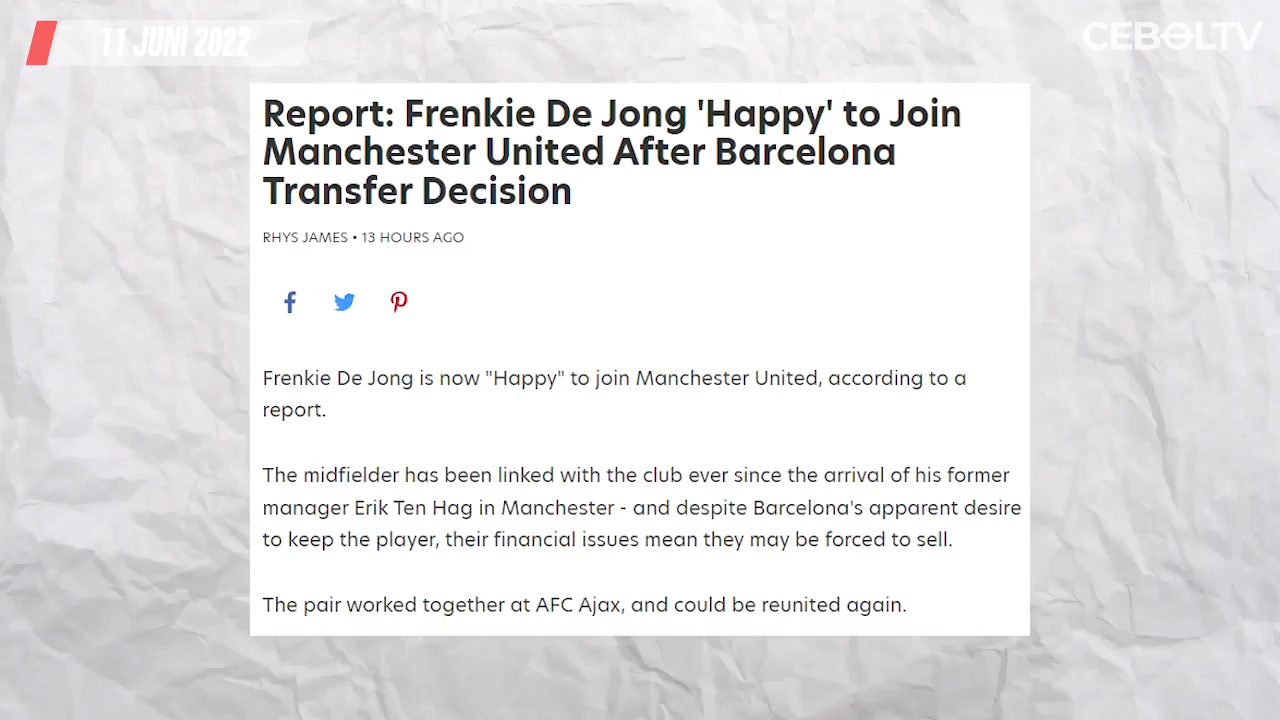 11 JUNI 2022
CEBOLTV
Report: Frenkie De Jong 'Happy' to Join
Manchester United After Barcelona
Transfer Decision
RHYS JAMES • 13 HOURS AGO
Frenkie De Jong is now "Happy" to join Manchester United, according to a
report.
The midfielder has been linked with the club ever since the arrival of his former
manager Erik Ten Hag in Manchester - and despite Barcelona's apparent desire
to keep the player, their financial issues mean they may be forced to sell.
The pair worked together at AFC Ajax, and could be reunited again.